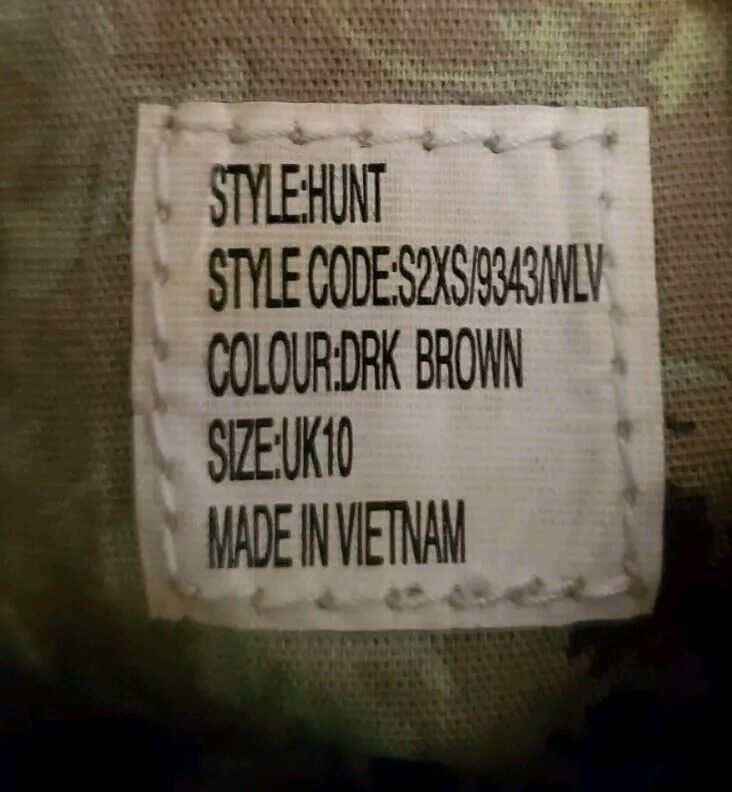 STYLE:HUNT
STYLE CODE:S2XS/9343/WLV
COLOUR:DRK BROWN
SIZE:UK10
MADE IN VIETNAM